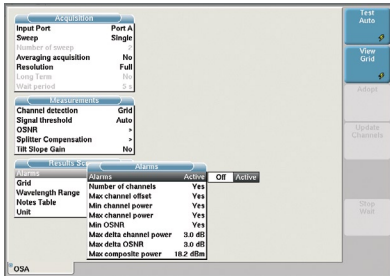 Acquisition
Input Port Port A
Sweep Single
Number of sweep 2
Averaging acquisition No
Resolution Full
Long Term No
Wait period 5 s
Measurements
Channel detection Grid
Signal threshold Auto
OSNR >
Splitter Compensation >
Tilt Slope Gain No
Results Sc
Alarms
Grid
Wavelength Range
Notes Table
Unit
Alarms
Alarms Active Off Active
Number of channels Yes
Max channel offset Yes
Min channel power Yes
Max channel power Yes
Min OSNR Yes
Max delta channel power 3.0 dB
Max delta OSNR 3.0 dB
Max composite power 18.2 dBm
OSA
Test
Auto
View
Grid
Adopt
Update
Channels
Stop
Wait